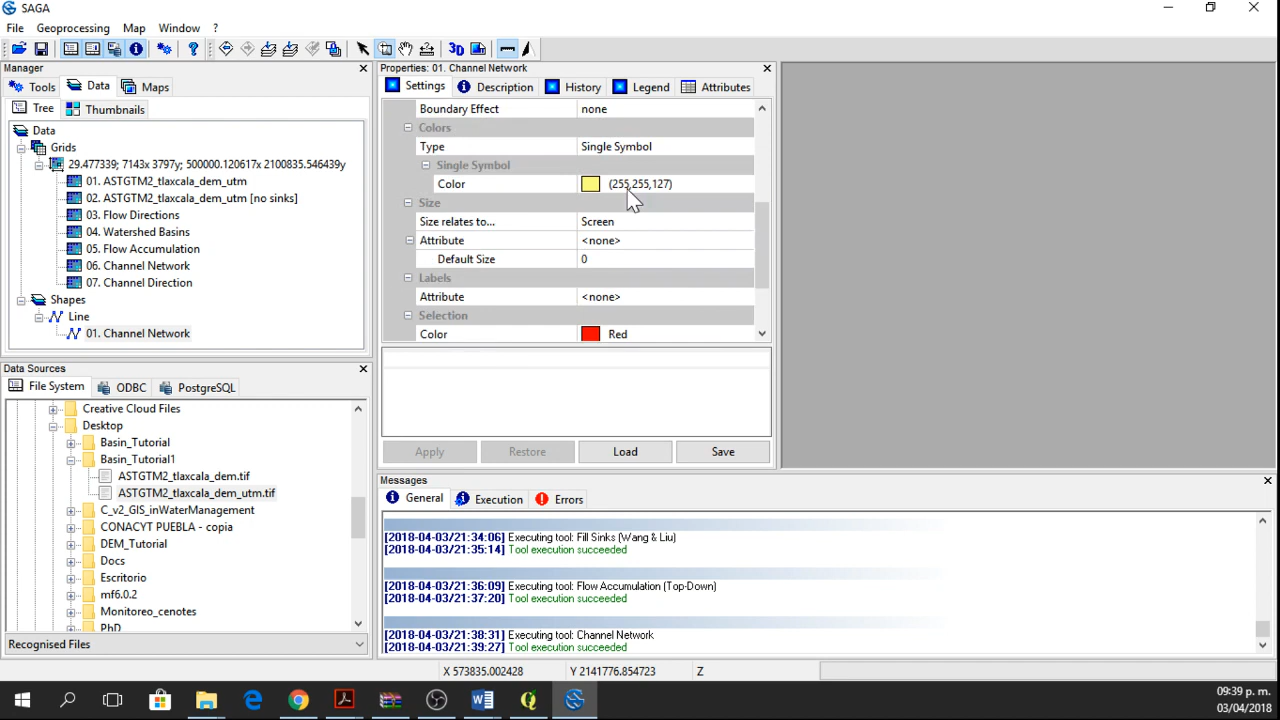 SAGA
File Geoprocessing Map Window ?
3D
Manager
Tools Data Maps
Tree Thumbnails
Data
Grids
29.477339; 7143x 3797y; 500000.120617x 2100835.546439y
01. ASTGTM2_tlaxcala_dem_utm
02. ASTGTM2_tlaxcala_dem_utm [no sinks]
03. Flow Directions
04. Watershed Basins
05. Flow Accumulation
06. Channel Network
07. Channel Direction
Shapes
Line
01. Channel Network
Data Sources
File System ODBC PostgreSQL
Creative Cloud Files
Desktop
Basin_Tutorial
Basin_Tutorial1
ASTGTM2_tlaxcala_dem.tif
ASTGTM2_tlaxcala_dem_utm.tif
C_v2_GIS_inWaterManagement
CONACYT PUEBLA - copia
DEM_Tutorial
Docs
Escritorio
mf6.0.2
Monitoreo_cenotes
PhD
Recognised Files
Properties: 01. Channel Network
Settings Description History Legend Attributes
Boundary Effect none
Colors
Type Single Symbol
Single Symbol
Color (255,255,127)
Size
Size relates to... Screen
Attribute <none>
Default Size 0
Labels
Attribute <none>
Selection
Color Red
Apply Restore Load Save
Messages
General Execution Errors
[2018-04-03/21:34:06] Executing tool: Fill Sinks (Wang & Liu)
[2018-04-03/21:35:14] Tool execution succeeded
[2018-04-03/21:36:09] Executing tool: Flow Accumulation (Top-Down)
[2018-04-03/21:37:20] Tool execution succeeded
[2018-04-03/21:38:31] Executing tool: Channel Network
[2018-04-03/21:39:27] Tool execution succeeded
X 573835.002428 Y 2141776.854723 Z
09:39 p. m.
03/04/2018